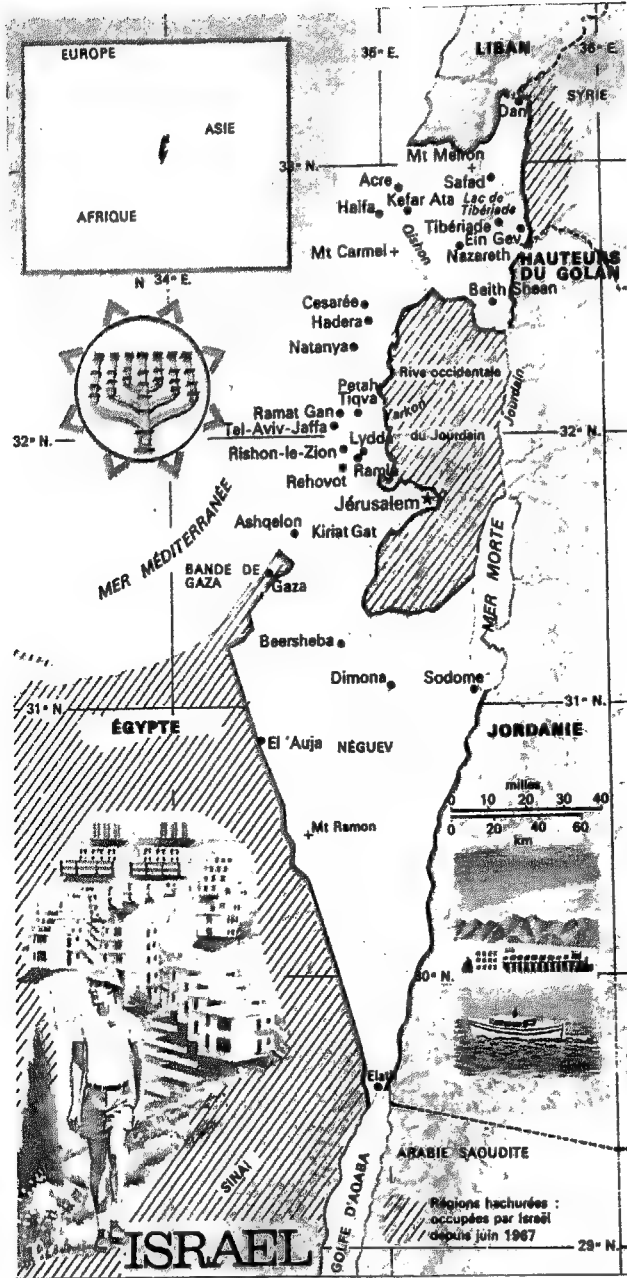 EUROPE
ASIE
AFRIQUE
35° E.
LIBAN
36° E.
SYRIE
Dan
33° N.
Mt Meiron
Acre
Safad
Kefar Ata
Lac de
Tibériade
Haïfa
Tibériade
Ein Gev
Qishon
Mt Carmel
Nazareth
HAUTEURS
DU GOLAN
N 34° E.
Beith Shean
Cesarée
Hadera
Natanya
Rive occidentale
Jourdain
Petah
Tiqva
Ramat Gan
Yarkon
Tel-Aviv-Jaffa
32° N.
Lydda
du Jourdain
32° N.
Rishon-le-Zion
Ramla
Rehovot
Jérusalem
MER MÉDITERRANÉE
Ashqelon
Kiriat Gat
MER MORTE
BANDE DE
GAZA
Gaza
Beersheba
Dimona
Sodome
31° N.
31° N.
ÉGYPTE
JORDANIE
El 'Auja
NÉGUEV
milles
0 10 20 30 40
0 20 40 60
km
Mt Ramon
30° N.
Elath
ARABIE SAOUDITE
SINAI
GOLFE D'AQABA
Régions hachurées :
occupées par Israël
depuis juin 1967
ISRAEL
29° N.